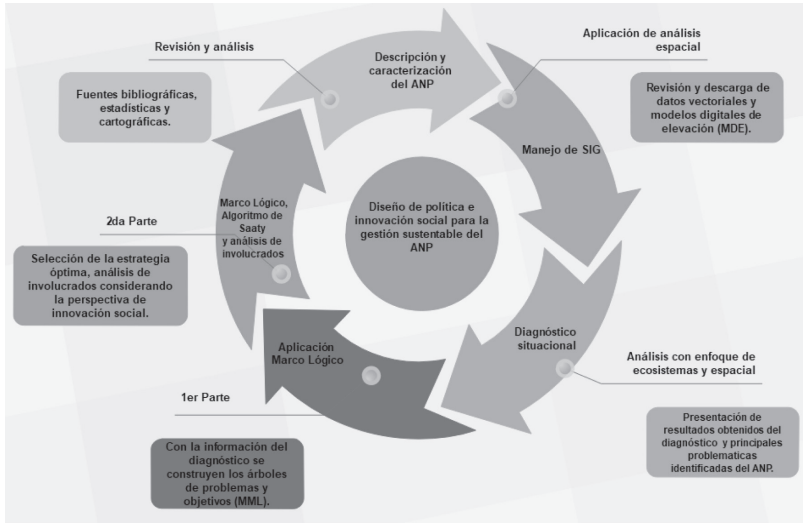 Revisión y análisis
Fuentes bibliográficas,
estadísticas y
cartográficas.
Descripción y
caracterización
del ANP
Aplicación de análisis
espacial
Revisión y descarga de
datos vectoriales y
modelos digitales de
elevación (MDE).
Manejo de SIG
Diseño de política e
innovación social para la
gestión sustentable del
ANP
Diagnóstico
situacional
Análisis con enfoque de
ecosistemas y espacial
Presentación de
resultados obtenidos del
diagnóstico y principales
problematicas
identificadas del ANP.
Aplicación
Marco Lógico
1er Parte
Con la información del
diagnóstico se
construyen los árboles
de problemas y
objetivos (MML).
Marco Lógico,
Algoritmo de
Saaty
y análisis de
involucrados
2da Parte
Selección de la estrategia
óptima, análisis de
involucrados considerando
la perspectiva de
innovación social.